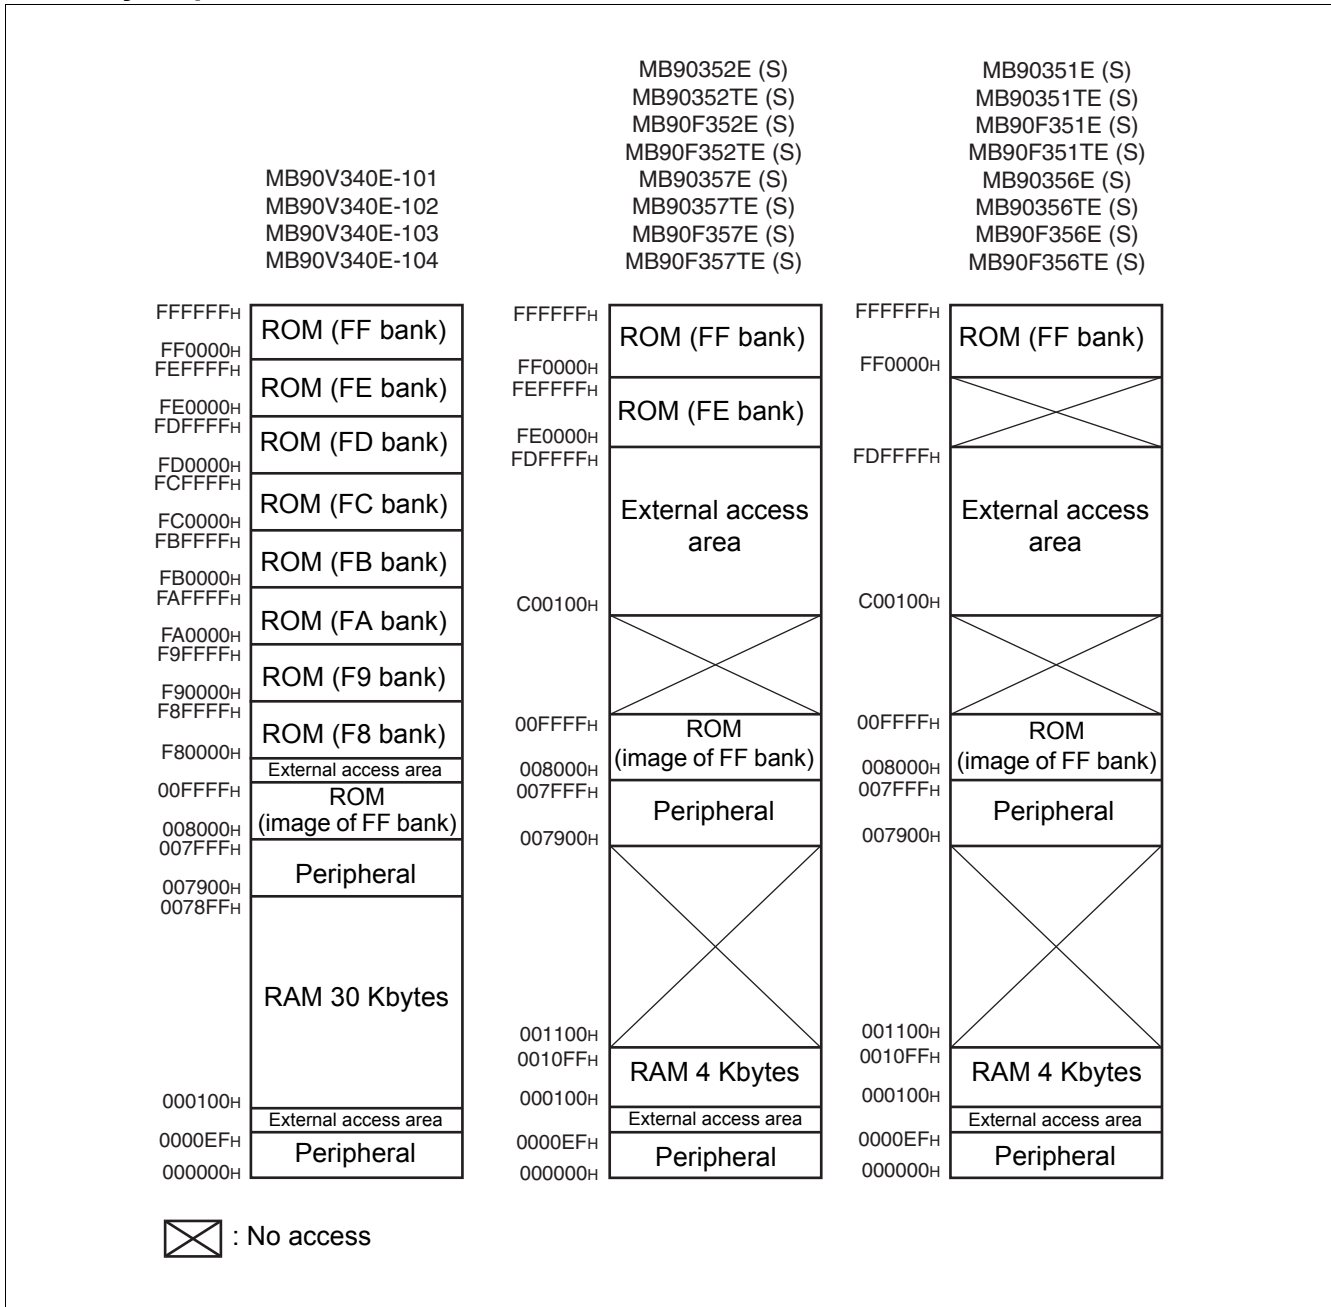 MB90V340E-101
MB90V340E-102
MB90V340E-103
MB90V340E-104
FFFFFFH
ROM (FF bank)
FF0000H
FEFFFFH
ROM (FE bank)
FE0000H
FDFFFFH
ROM (FD bank)
FD0000H
FCFFFFH
ROM (FC bank)
FC0000H
FBFFFFH
ROM (FB bank)
FB0000H
FAFFFFH
ROM (FA bank)
FA0000H
F9FFFFH
ROM (F9 bank)
F90000H
F8FFFFH
ROM (F8 bank)
F80000H
External access area
00FFFFH
ROM
(image of FF bank)
008000H
007FFFH
Peripheral
007900H
0078FFH
RAM 30 Kbytes
000100H
External access area
0000EFH
Peripheral
000000H
MB90352E (S)
MB90352TE (S)
MB90F352E (S)
MB90F352TE (S)
MB90357E (S)
MB90357TE (S)
MB90F357E (S)
MB90F357TE (S)
FFFFFFH
ROM (FF bank)
FF0000H
FEFFFFH
ROM (FE bank)
FE0000H
FDFFFFH
External access
area
C00100H
00FFFFH
ROM
(image of FF bank)
008000H
007FFFH
Peripheral
007900H
001100H
0010FFH
RAM 4 Kbytes
000100H
External access area
0000EFH
Peripheral
000000H
MB90351E (S)
MB90351TE (S)
MB90F351E (S)
MB90F351TE (S)
MB90356E (S)
MB90356TE (S)
MB90F356E (S)
MB90F356TE (S)
FFFFFFH
ROM (FF bank)
FF0000H
FDFFFFH
External access
area
C00100H
00FFFFH
ROM
(image of FF bank)
008000H
007FFFH
Peripheral
007900H
001100H
0010FFH
RAM 4 Kbytes
000100H
External access area
0000EFH
Peripheral
000000H
: No access